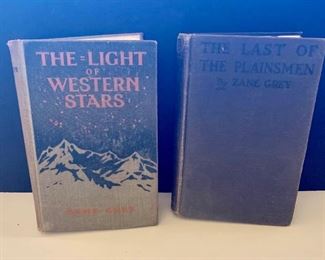 THE=LIGHT
OF
WESTERN
STARS
ZANE GREY
THE LAST OF
THE PLAINSMEN
By ZANE GREY